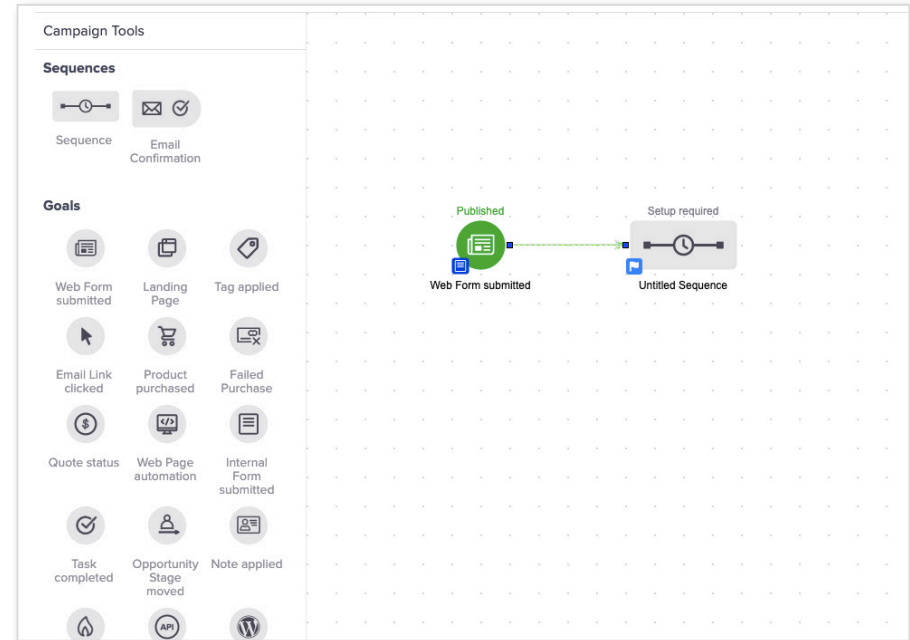 Campaign Tools
Sequences
Sequence
Email
Confirmation
Goals
Web Form
submitted
Landing
Page
Tag applied
Email Link
clicked
Product
purchased
Failed
Purchase
$
Quote status
</>
Web Page
automation
Internal
Form
submitted
Task
completed
Opportunity
Stage
moved
Note applied
API
Published
Web Form submitted
Setup required
Untitled Sequence